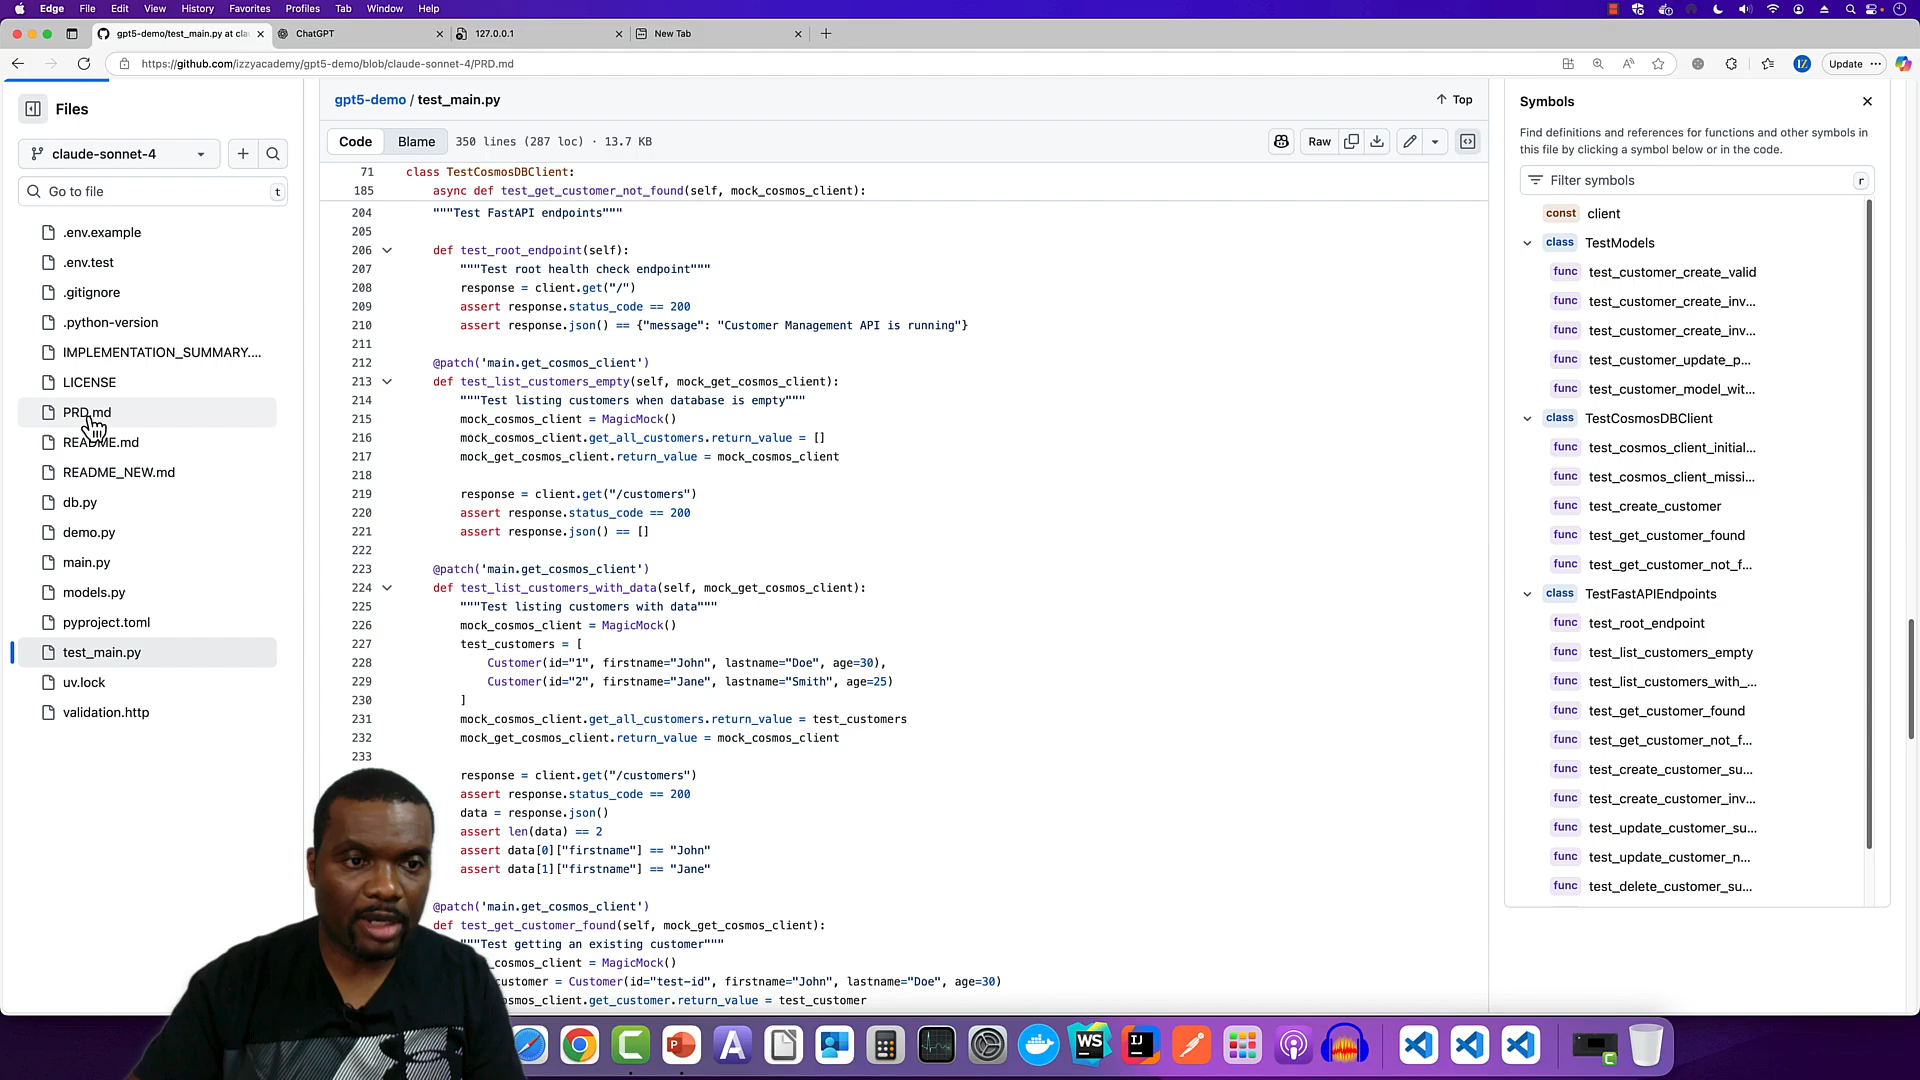 Edge File Edit View History Favorites Profiles Tab Window Help
gpt5-demo/test_main.py at cla
ChatGPT
127.0.0.1
New Tab
https://github.com/izzyacademy/gpt5-demo/blob/claude-sonnet-4/PRD.md
IZ
Update
Files
claude-sonnet-4
Go to file
t
.env.example
.env.test
.gitignore
.python-version
IMPLEMENTATION_SUMMARY....
LICENSE
PRD.md
README.md
README_NEW.md
db.py
demo.py
main.py
models.py
pyproject.toml
test_main.py
uv.lock
validation.http
gpt5-demo / test_main.py
Top
Code Blame 350 lines (287 loc) · 13.7 KB
Raw
71 class TestCosmosDBClient:
185 async def test_get_customer_not_found(self, mock_cosmos_client):
204 """Test FastAPI endpoints"""
205
206 def test_root_endpoint(self):
207 """Test root health check endpoint"""
208 response = client.get("/")
209 assert response.status_code == 200
210 assert response.json() == {"message": "Customer Management API is running"}
211
212 @patch('main.get_cosmos_client')
213 def test_list_customers_empty(self, mock_get_cosmos_client):
214 """Test listing customers when database is empty"""
215 mock_cosmos_client = MagicMock()
216 mock_cosmos_client.get_all_customers.return_value = []
217 mock_get_cosmos_client.return_value = mock_cosmos_client
218
219 response = client.get("/customers")
220 assert response.status_code == 200
221 assert response.json() == []
222
223 @patch('main.get_cosmos_client')
224 def test_list_customers_with_data(self, mock_get_cosmos_client):
225 """Test listing customers with data"""
226 mock_cosmos_client = MagicMock()
227 test_customers = [
228 Customer(id="1", firstname="John", lastname="Doe", age=30),
229 Customer(id="2", firstname="Jane", lastname="Smith", age=25)
230 ]
231 mock_cosmos_client.get_all_customers.return_value = test_customers
232 mock_get_cosmos_client.return_value = mock_cosmos_client
233
response = client.get("/customers")
assert response.status_code == 200
data = response.json()
assert len(data) == 2
assert data[0]["firstname"] == "John"
assert data[1]["firstname"] == "Jane"
@patch('main.get_cosmos_client')
def test_get_customer_found(self, mock_get_cosmos_client):
"""Test getting an existing customer"""
_cosmos_client = MagicMock()
customer = Customer(id="test-id", firstname="John", lastname="Doe", age=30)
osmos_client.get_customer.return_value = test_customer
Symbols
Find definitions and references for functions and other symbols in
this file by clicking a symbol below or in the code.
Filter symbols
r
const client
class TestModels
func test_customer_create_valid
func test_customer_create_inv...
func test_customer_create_inv...
func test_customer_update_p...
func test_customer_model_wit...
class TestCosmosDBClient
func test_cosmos_client_initial...
func test_cosmos_client_missi...
func test_create_customer
func test_get_customer_found
func test_get_customer_not_f...
class TestFastAPIEndpoints
func test_root_endpoint
func test_list_customers_empty
func test_list_customers_with_...
func test_get_customer_found
func test_get_customer_not_f...
func test_create_customer_su...
func test_create_customer_inv...
func test_update_customer_su...
func test_update_customer_n...
func test_delete_customer_su...
WS
IJ